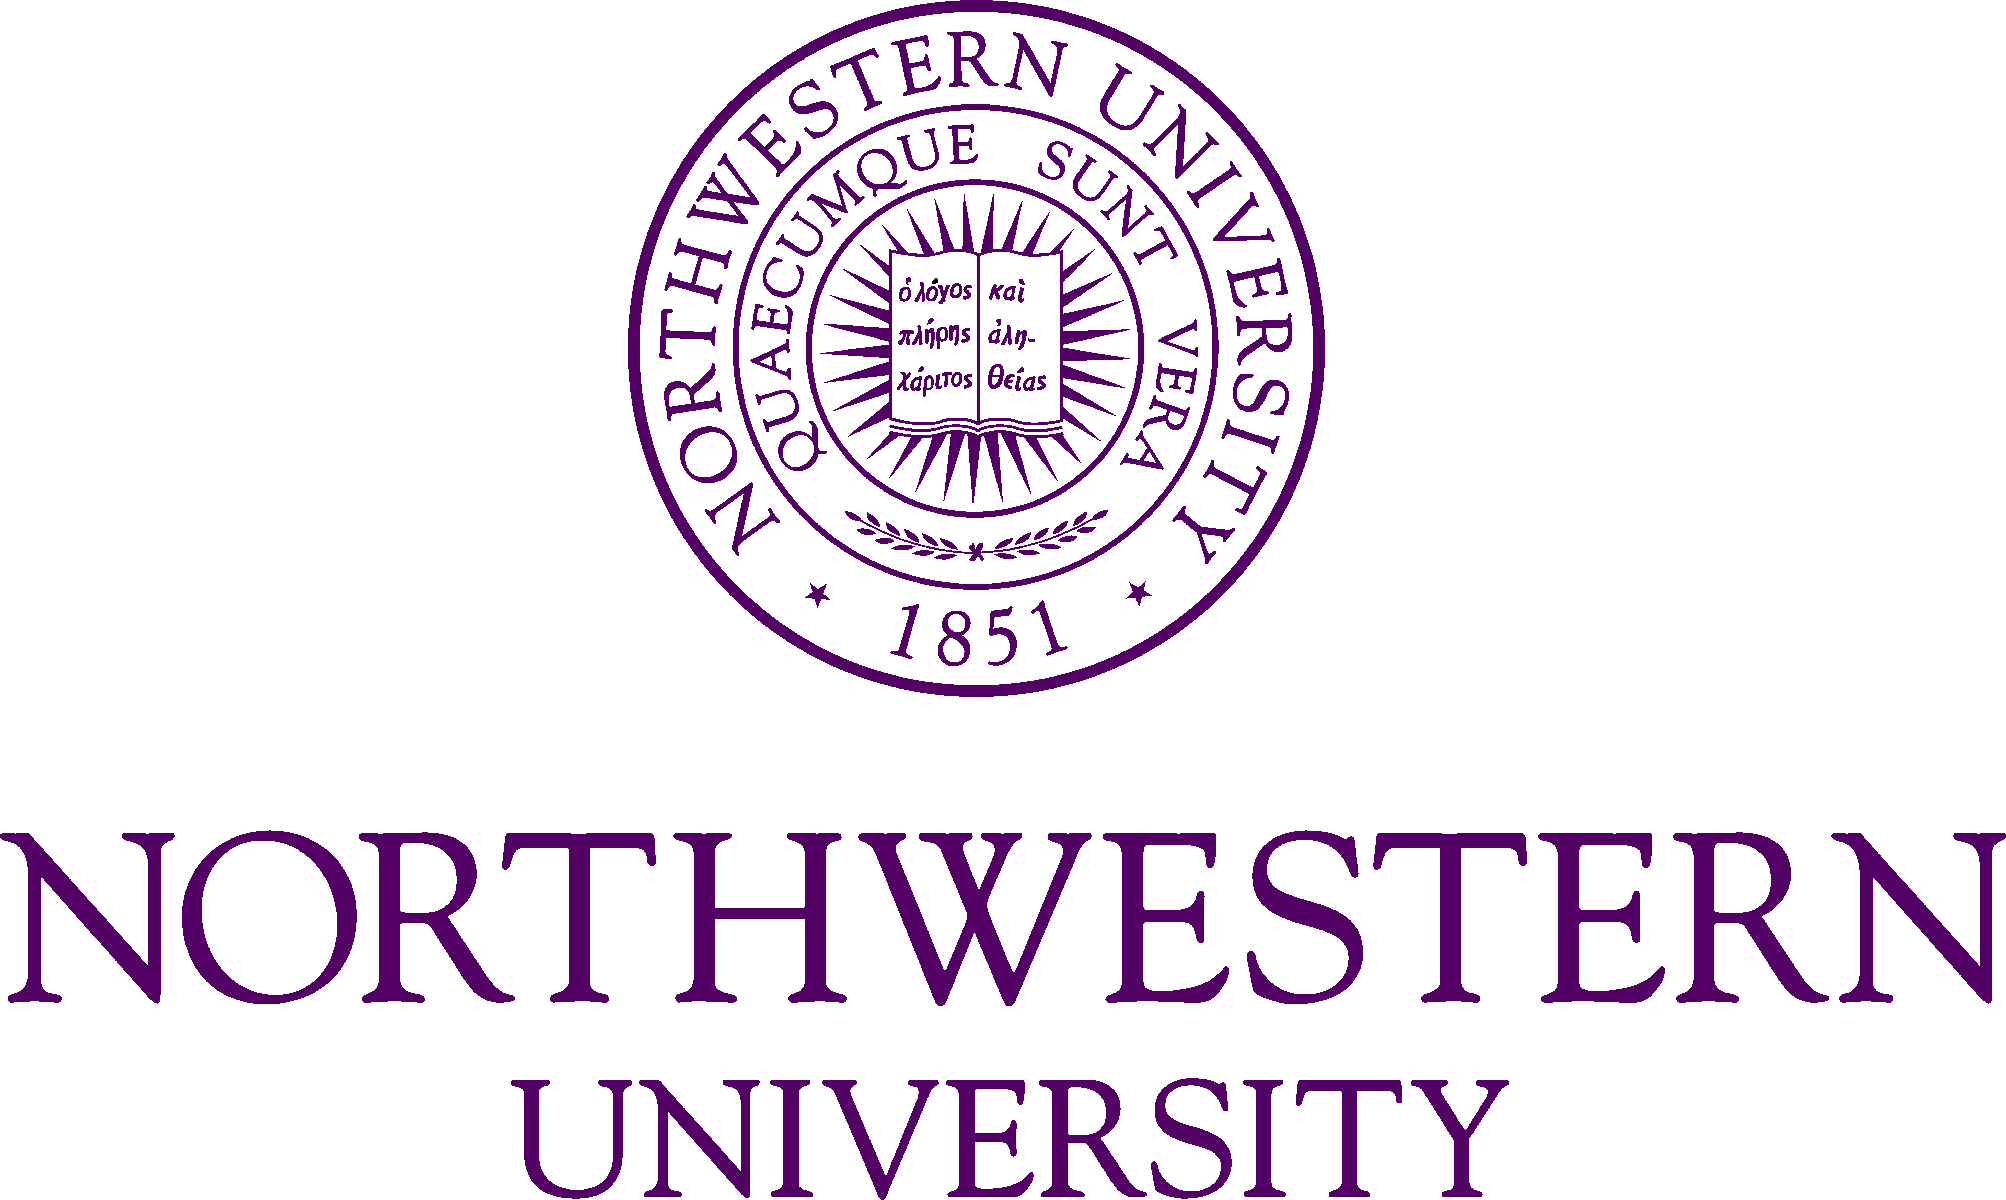 NORTHWESTERN UNIVERSITY
QUAECUMQUE SUNT VERA
ὁ λόγος
πλήρης
χάριτος
καὶ
ἀλη-
θείας
1851
NORTHWESTERN
UNIVERSITY